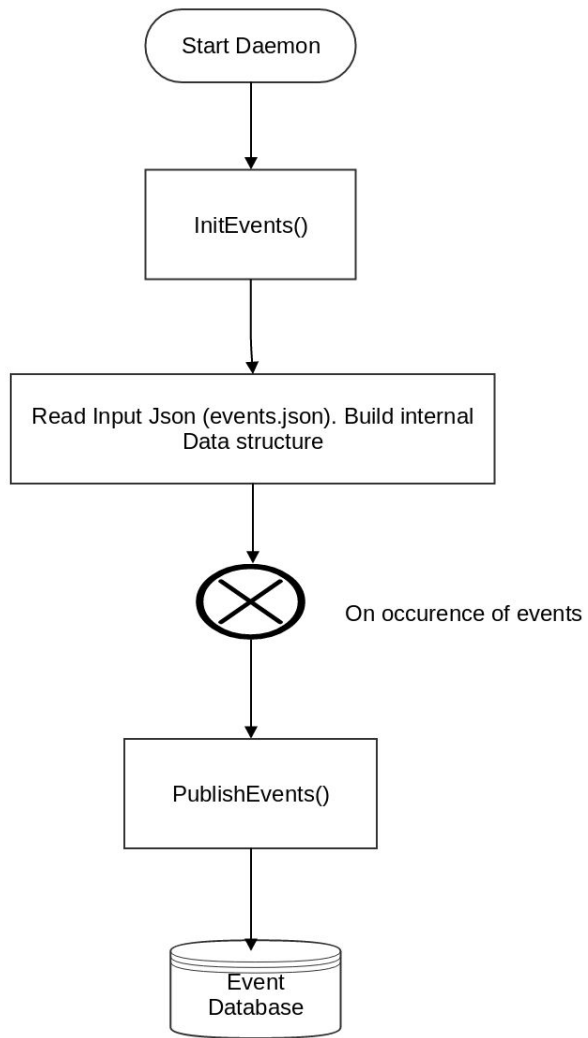 Start Daemon
InitEvents()
Read Input Json (events.json). Build internal
Data structure
On occurence of events
PublishEvents()
Event
Database